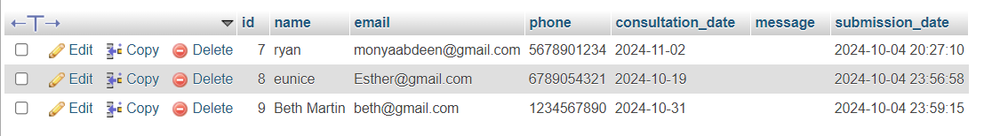 id name email phone consultation_date message submission_date
Edit Copy Delete 7 ryan monyaabdeen@gmail.com 5678901234 2024-11-02 2024-10-04 20:27:10
Edit Copy Delete 8 eunice Esther@gmail.com 6789054321 2024-10-19 2024-10-04 23:56:58
Edit Copy Delete 9 Beth Martin beth@gmail.com 1234567890 2024-10-31 2024-10-04 23:59:15